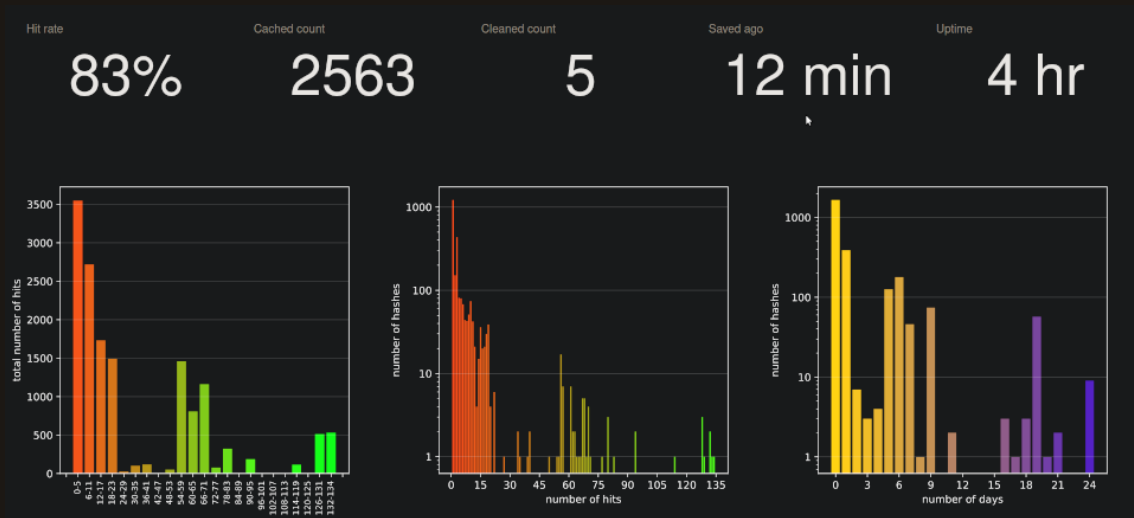 Hit rate
83%
Cached count
2563
Cleaned count
5
Saved ago
12 min
Uptime
4 hr
total number of hits
3500
3000
2500
2000
1500
1000
500
0
0-5 6-11 12-17 18-23 24-29 30-35 36-41 42-47 48-53 54-59 60-65 66-71 72-77 78-83 84-89 90-95 96-101 102-107 108-113 114-119 120-125 126-131 132-134
number of hashes
1000
100
10
1
0 15 30 45 60 75 90 105 120 135
number of hits
number of hashes
1000
100
10
1
0 3 6 9 12 15 18 21 24
number of days